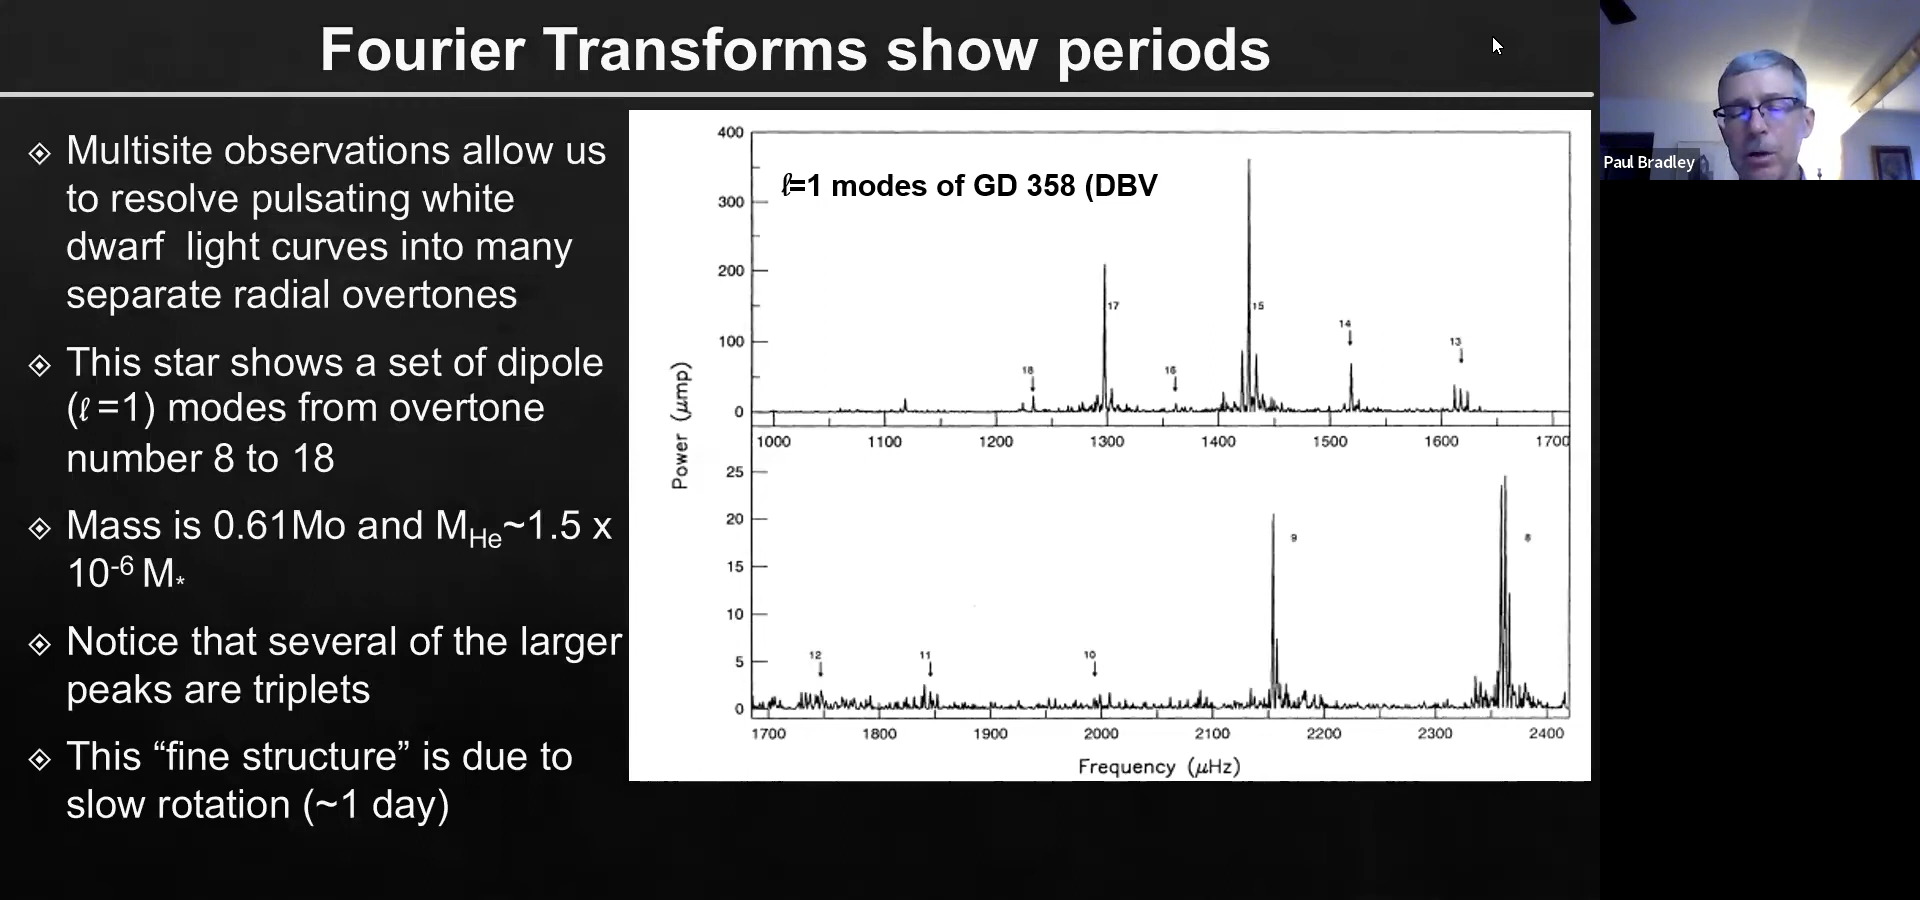 Fourier Transforms show periods
Multisite observations allow us
to resolve pulsating white
dwarf light curves into many
separate radial overtones
This star shows a set of dipole
(ℓ =1) modes from overtone
number 8 to 18
Mass is 0.61Mo and MHe~1.5 x
10-6 M*
Notice that several of the larger
peaks are triplets
This “fine structure” is due to
slow rotation (~1 day)
ℓ=1 modes of GD 358 (DBV
400
300
200
100
0
17
15
14
13
18
16
1000 1100 1200 1300 1400 1500 1600 1700
Power (μmp)
25
20
15
10
5
0
9
8
12
11
10
1700 1800 1900 2000 2100 2200 2300 2400
Frequency (μHz)
Paul Bradley